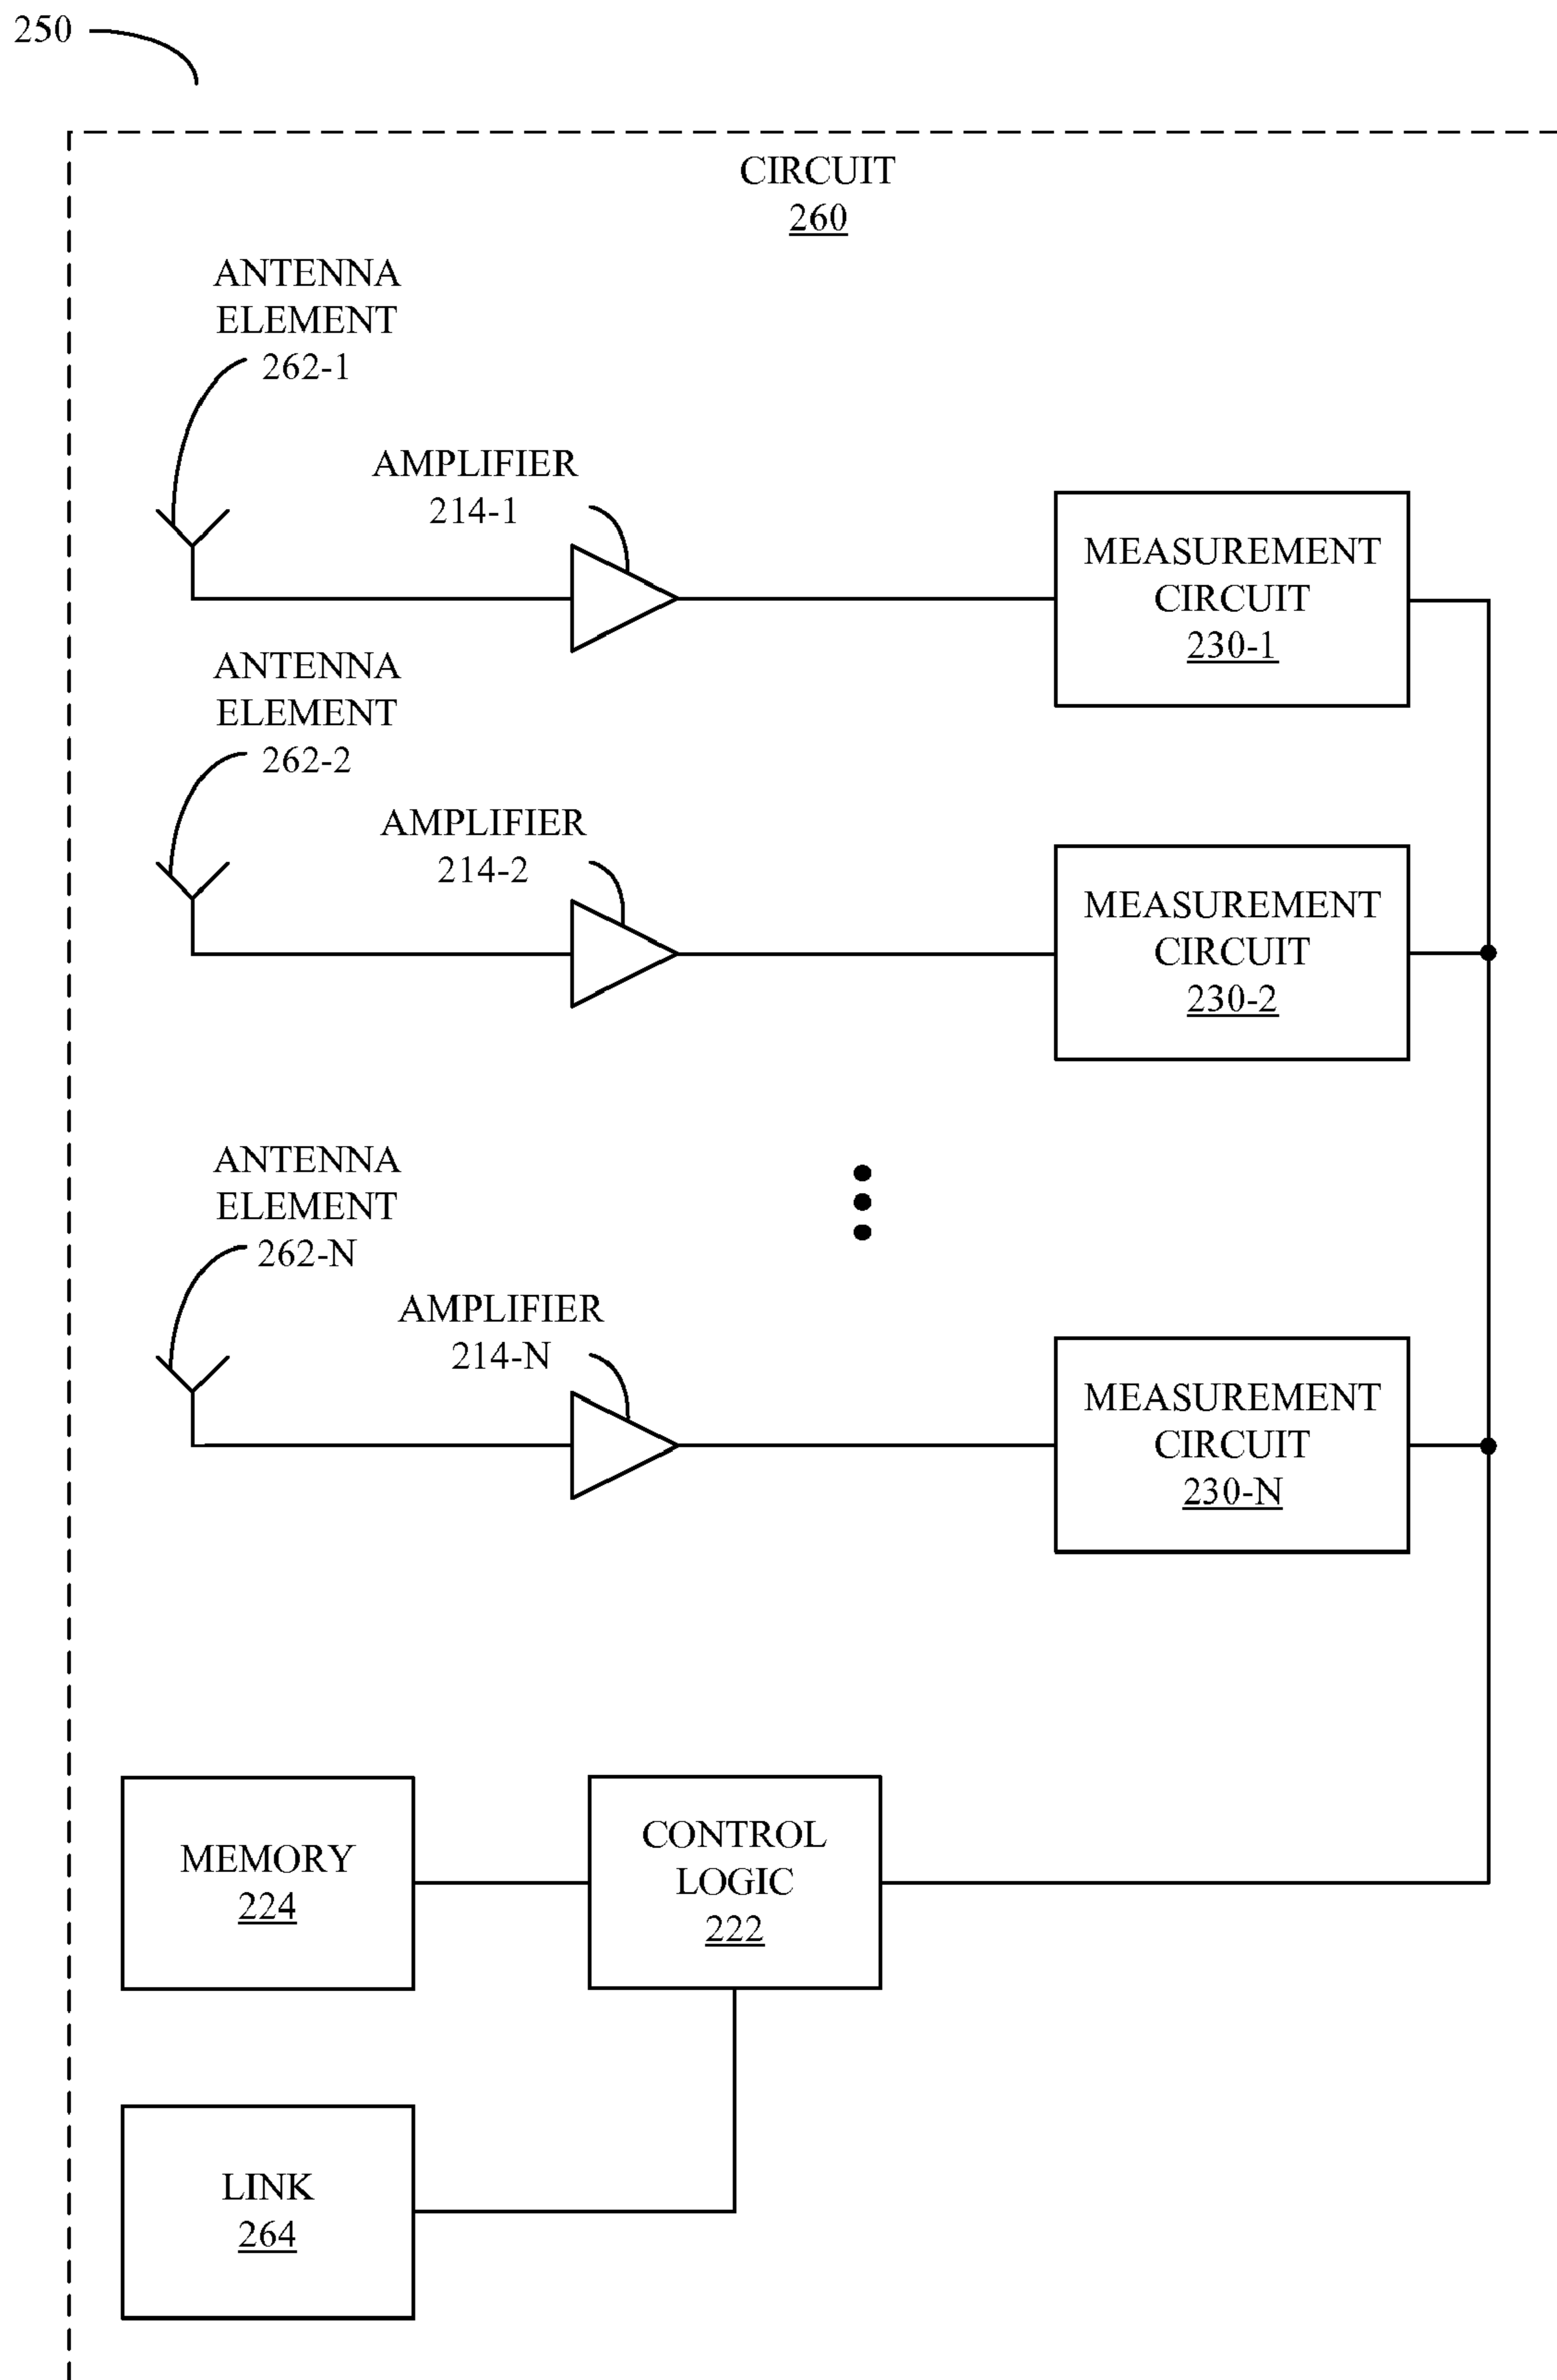 250
CIRCUIT
260
ANTENNA
ELEMENT
262-1
AMPLIFIER
214-1
MEASUREMENT
CIRCUIT
230-1
ANTENNA
ELEMENT
262-2
AMPLIFIER
214-2
MEASUREMENT
CIRCUIT
230-2
ANTENNA
ELEMENT
262-N
AMPLIFIER
214-N
MEASUREMENT
CIRCUIT
230-N
MEMORY
224
CONTROL
LOGIC
222
LINK
264